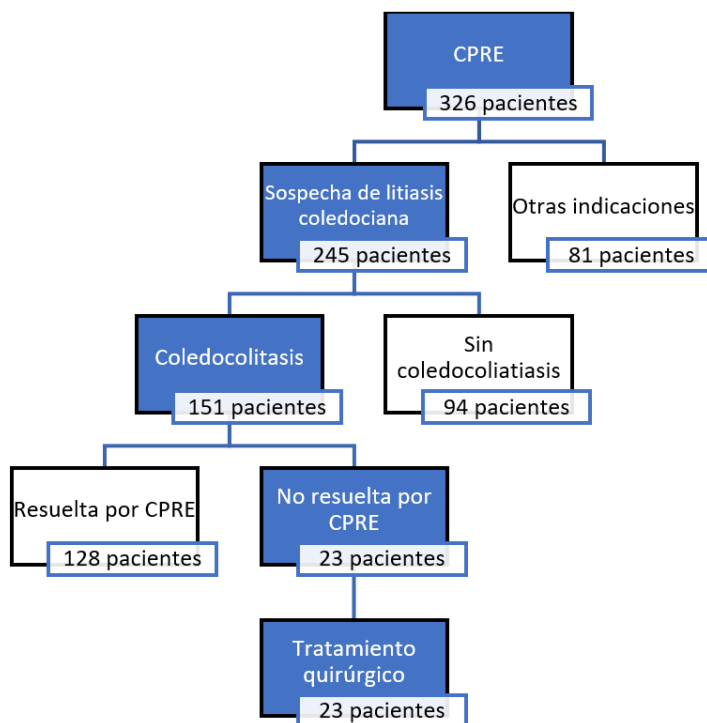 CPRE
326 pacientes
Sospecha de litiasis
coledociana
245 pacientes
Otras indicaciones
81 pacientes
Coledocolitasis
151 pacientes
Sin
coledocoliatiasis
94 pacientes
Resuelta por CPRE
128 pacientes
No resuelta por
CPRE
23 pacientes
Tratamiento
quirúrgico
23 pacientes